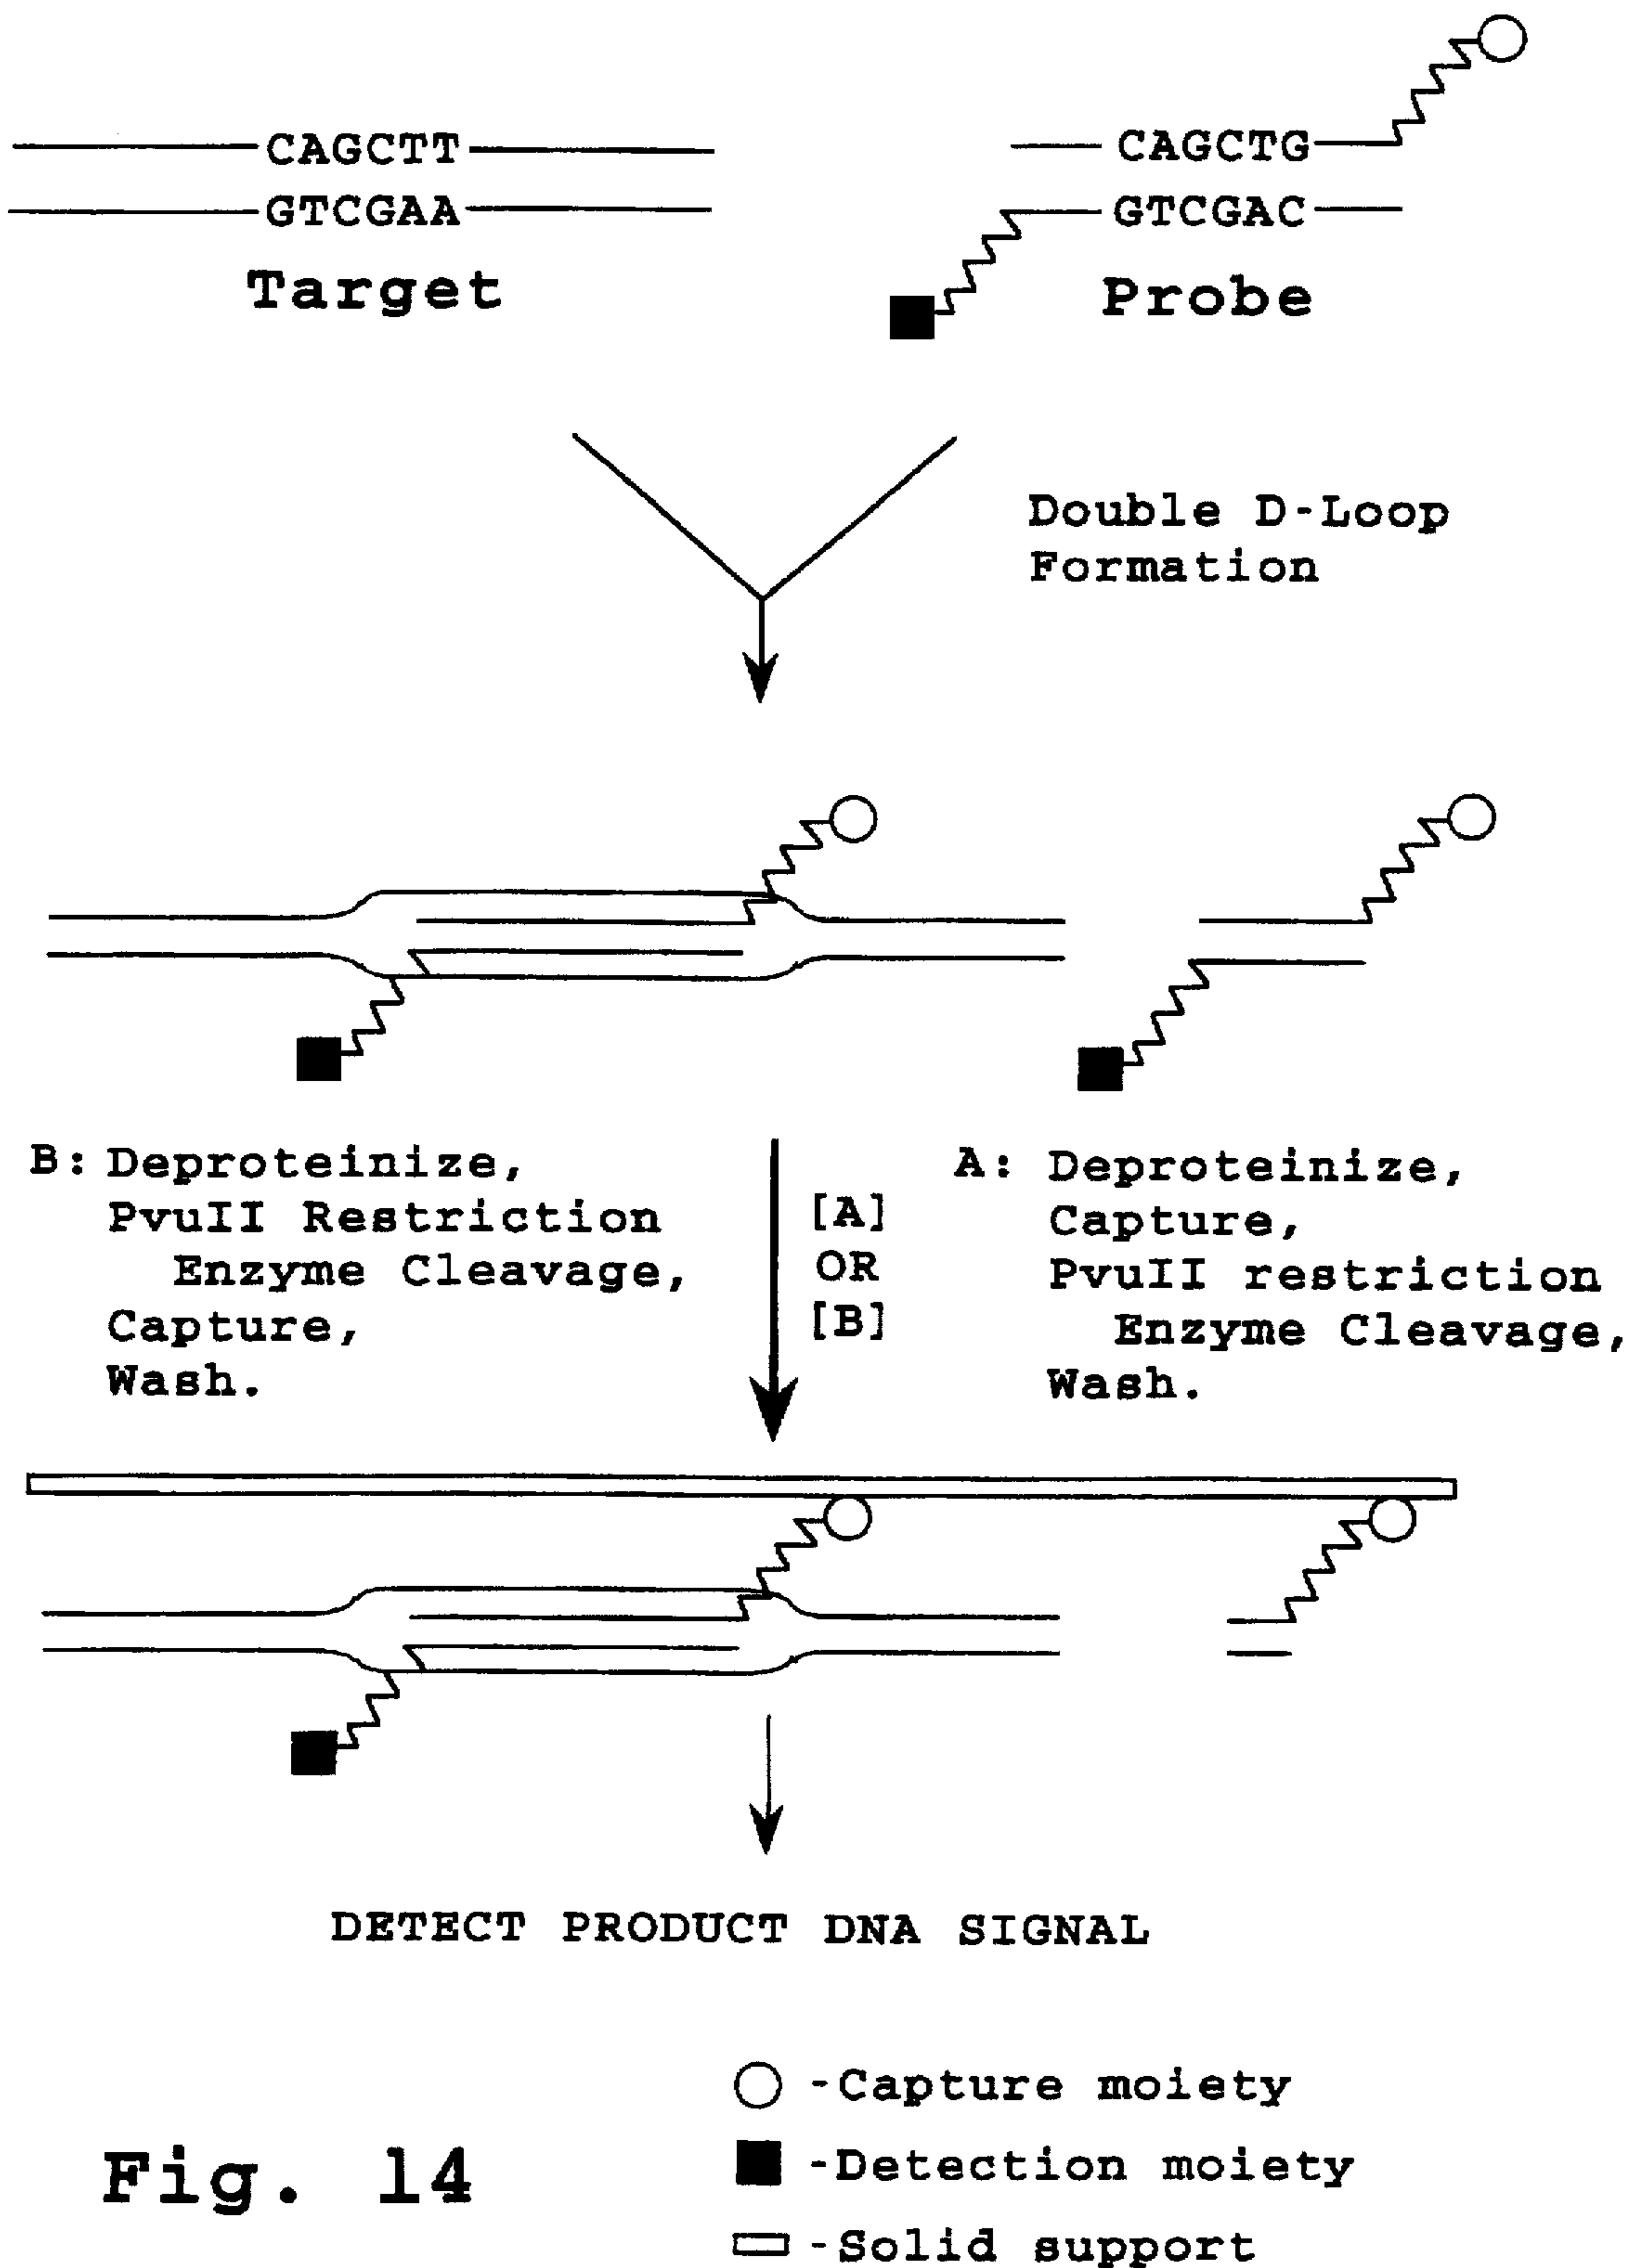 CAGCTT
GTCGAA
Target
CAGCTG
GTCGAC
Probe
Double D-Loop
Formation
B: Deproteinize,
PvuII Restriction
Enzyme Cleavage,
Capture,
Wash.
[A]
OR
[B]
A: Deproteinize,
Capture,
PvuII restriction
Enzyme Cleavage,
Wash.
DETECT PRODUCT DNA SIGNAL
-Capture moiety
-Detection moiety
-Solid support
Fig. 14